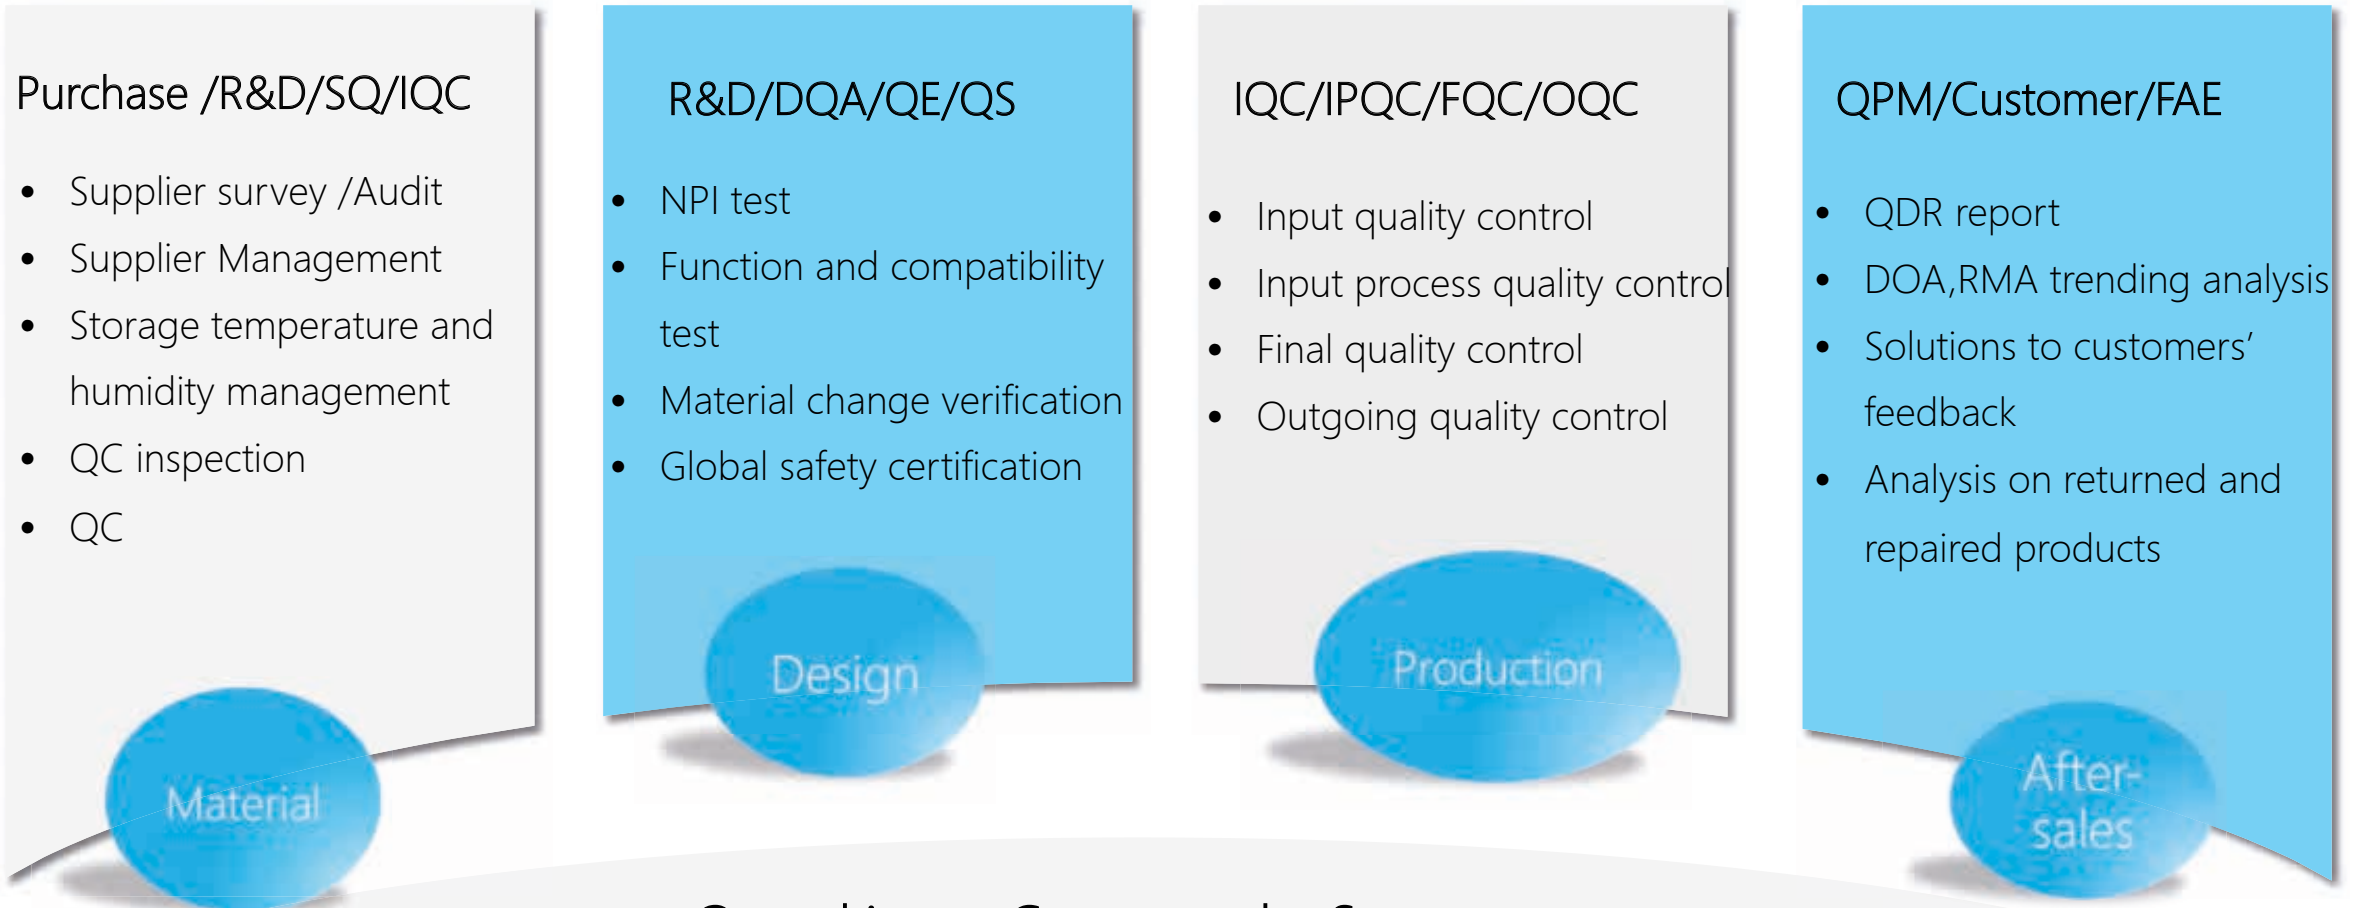 Purchase /R&D/SQ/IQC
• Supplier survey /Audit
• Supplier Management
• Storage temperature and
humidity management
• QC inspection
• QC
Material
R&D/DQA/QE/QS
• NPI test
• Function and compatibility
test
• Material change verification
• Global safety certification
Design
IQC/IPQC/FQC/OQC
• Input quality control
• Input process quality control
• Final quality control
• Outgoing quality control
Production
QPM/Customer/FAE
• QDR report
• DOA,RMA trending analysis
• Solutions to customers’
feedback
• Analysis on returned and
repaired products
After-
sales